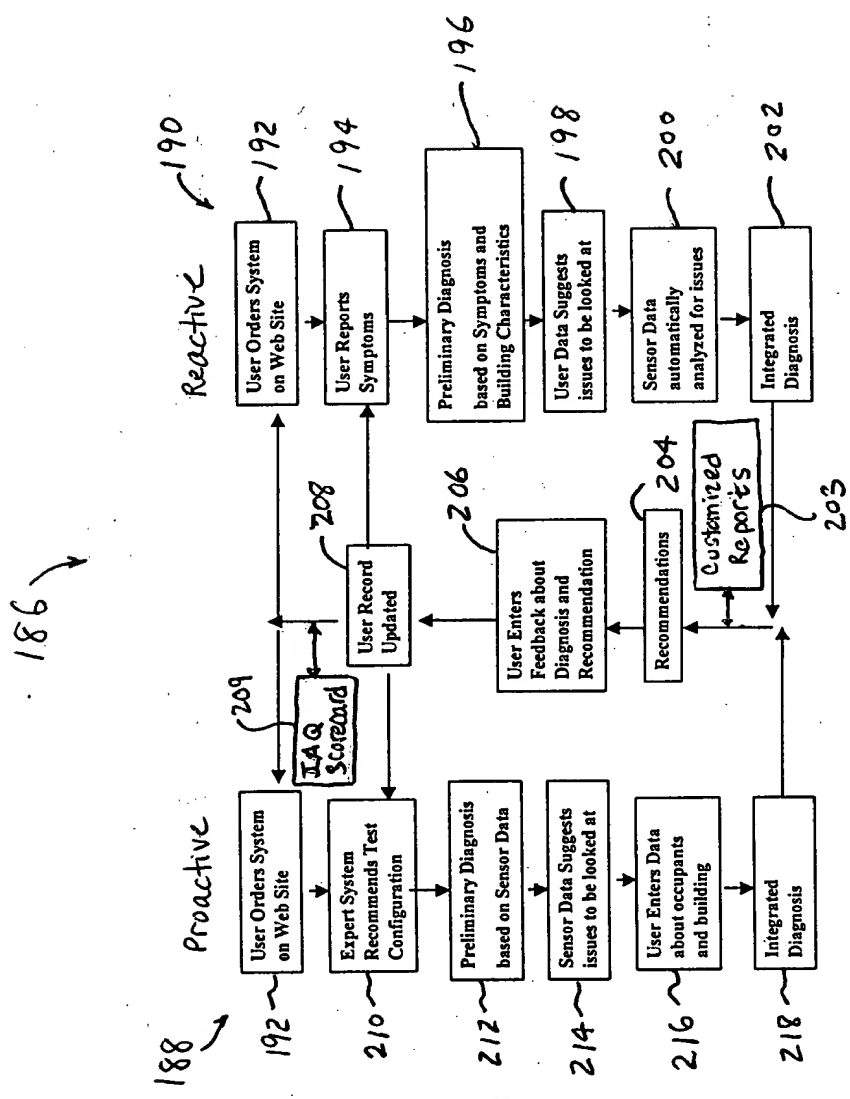 186
Proactive
Reactive
188
190
User Orders System
on Web Site
192
User Orders System
on Web Site
192
209
IAQ
Scorecard
User Record
Updated
208
Expert System
Recommends Test
Configuration
210
User Reports
Symptoms
194
Preliminary Diagnosis
based on Sensor Data
212
User Enters
Feedback about
Diagnosis and
Recommendation
206
Preliminary Diagnosis
based on Symptoms and
Building Characteristics
196
Sensor Data Suggests
issues to be looked at
214
User Data Suggests
issues to be looked at
198
User Enters Data
about occupants
and building
216
Recommendations
204
Sensor Data
automatically
analyzed for issues
200
Customized
Reports
203
Integrated
Diagnosis
218
Integrated
Diagnosis
202